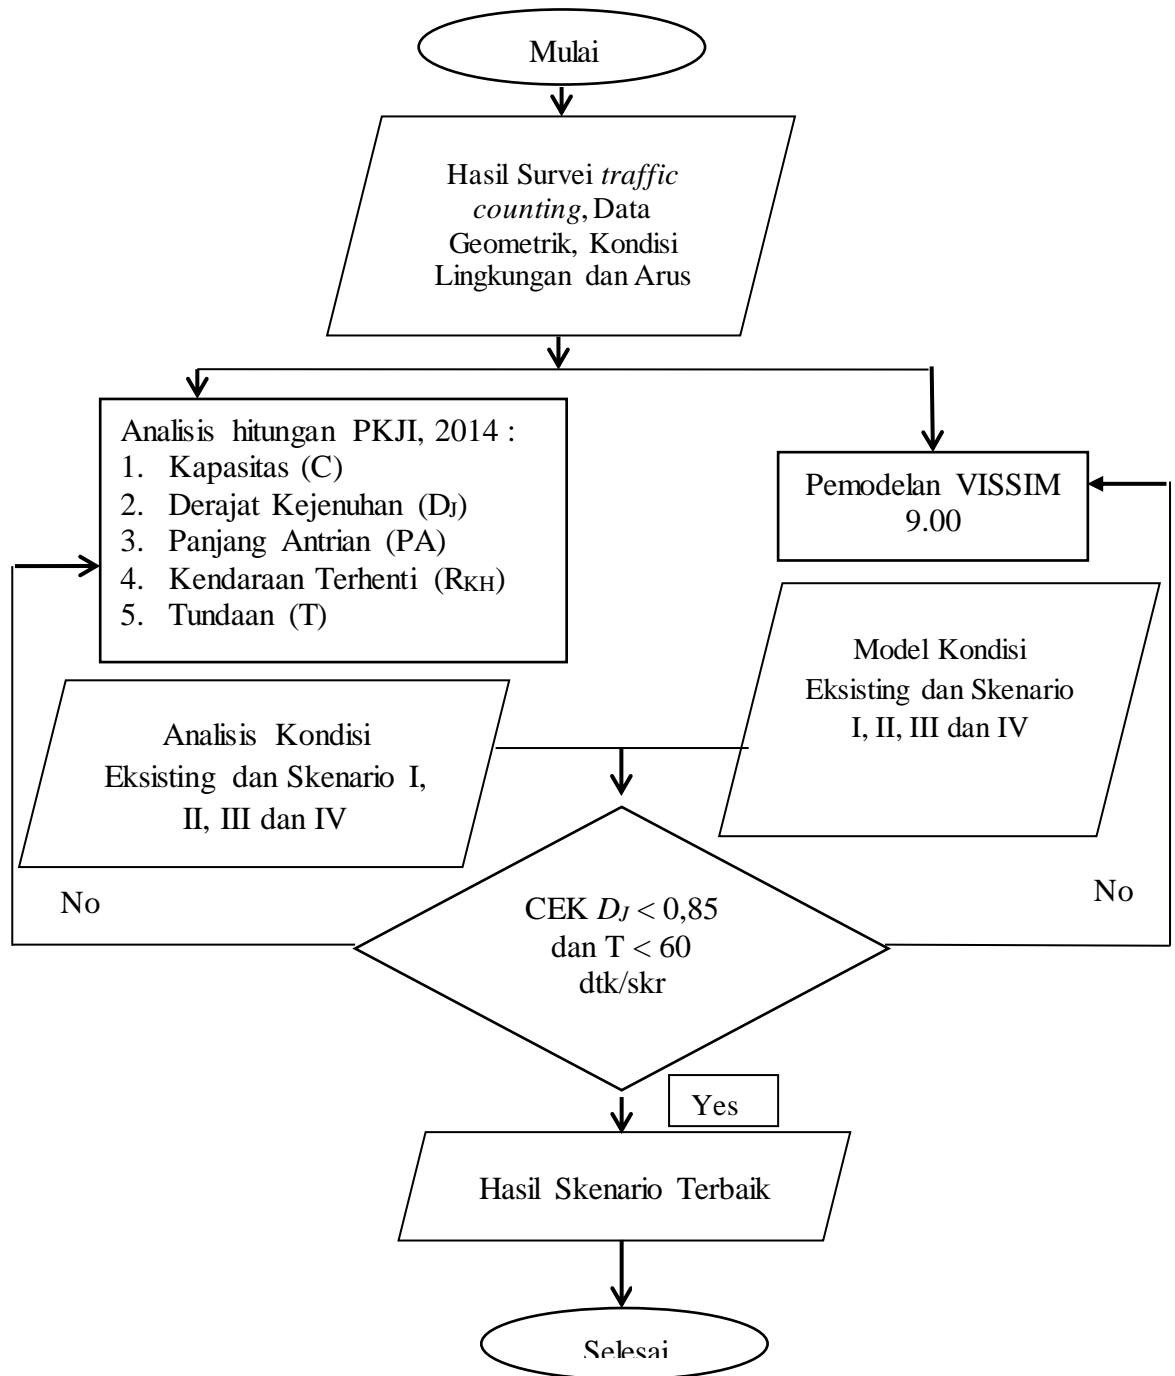 Mulai
Hasil Survei traffic
counting, Data
Geometrik, Kondisi
Lingkungan dan Arus
Analisis hitungan PKJI, 2014 :
1. Kapasitas (C)
2. Derajat Kejenuhan (DJ)
3. Panjang Antrian (PA)
4. Kendaraan Terhenti (RKH)
5. Tundaan (T)
Pemodelan VISSIM
9.00
Analisis Kondisi
Eksisting dan Skenario I,
II, III dan IV
Model Kondisi
Eksisting dan Skenario
I, II, III dan IV
No
CEK DJ < 0,85
dan T < 60
dtk/skr
No
Yes
Hasil Skenario Terbaik
Selesai